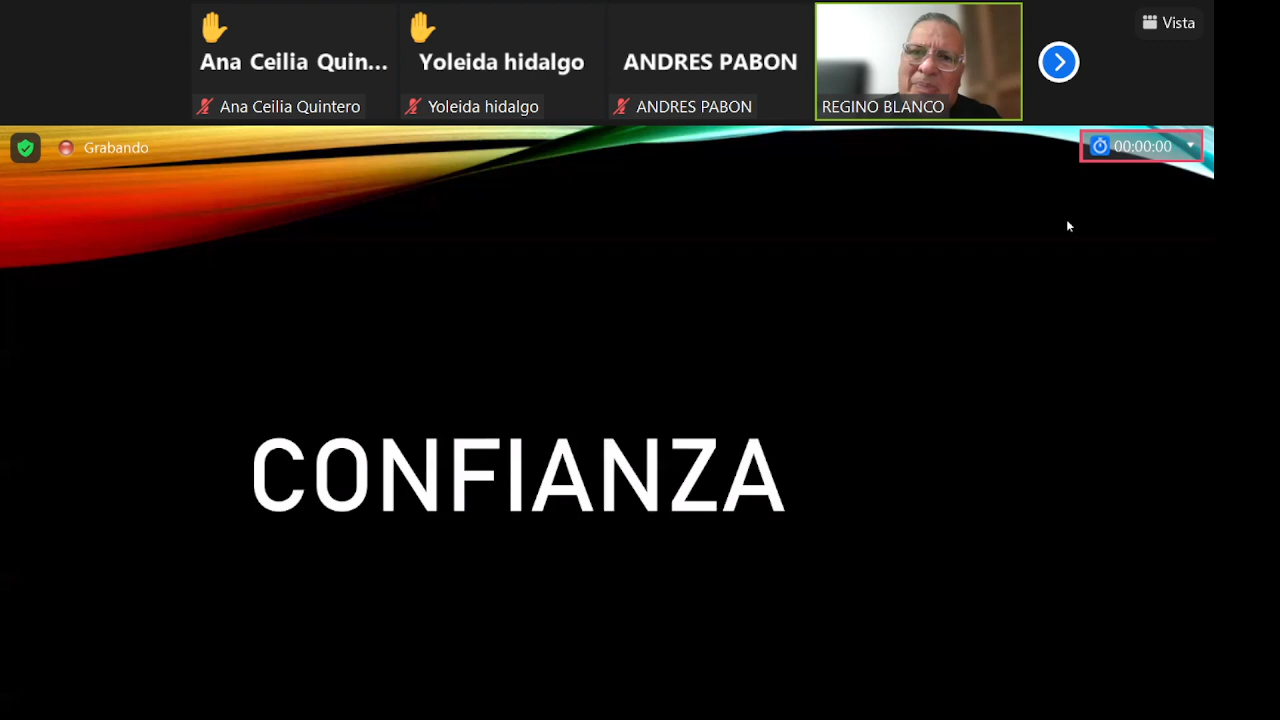 Ana Ceilia Quin...
Yoleida hidalgo
ANDRES PABON
Vista
Ana Ceilia Quintero
Yoleida hidalgo
ANDRES PABON
REGINO BLANCO
Grabando
00:00:00
CONFIANZA